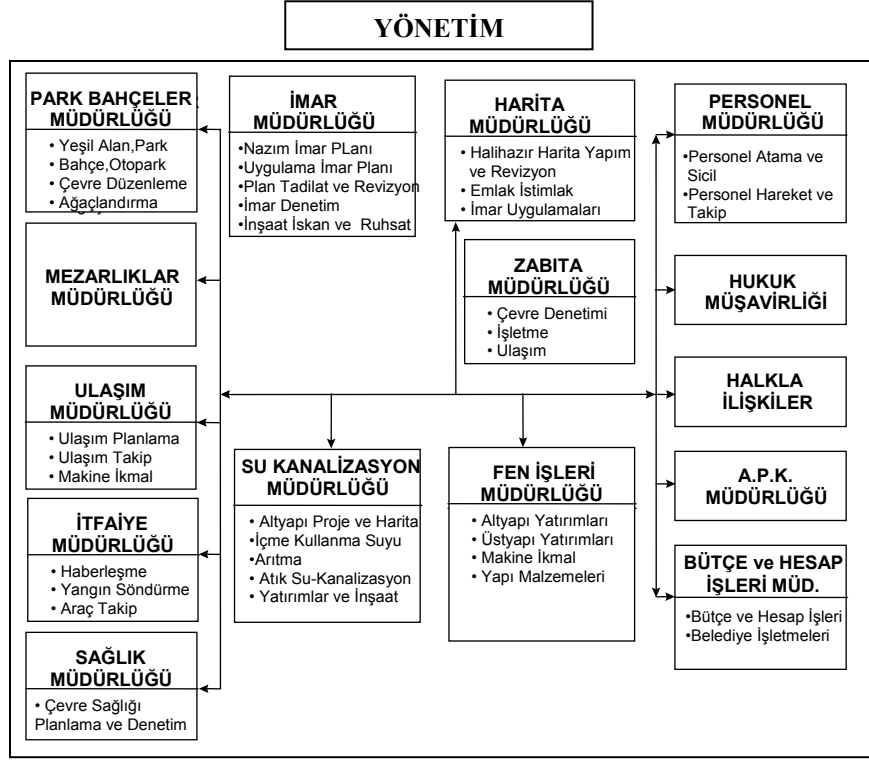 YÖNETİM
PARK BAHÇELER
MÜDÜRLÜĞÜ
• Yeşil Alan,Park
• Bahçe,Otopark
• Çevre Düzenleme
• Ağaçlandırma
MEZARLIKLAR
MÜDÜRLÜĞÜ
ULAŞIM
MÜDÜRLÜĞÜ
• Ulaşım Planlama
• Ulaşım Takip
• Makine İkmal
İTFAİYE
MÜDÜRLÜĞÜ
• Haberleşme
• Yangın Söndürme
• Araç Takip
SAĞLIK
MÜDÜRLÜĞÜ
• Çevre Sağlığı
Planlama ve Denetim
İMAR
MÜDÜRLÜĞÜ
•Nazım İmar PLanı
•Uygulama İmar Planı
•Plan Tadilat ve Revizyon
•İmar Denetim
•İnşaat İskan ve Ruhsat
HARİTA
MÜDÜRLÜĞÜ
• Halihazır Harita Yapım
ve Revizyon
• Emlak İstimlak
• İmar Uygulamaları
ZABITA
MÜDÜRLÜĞÜ
• Çevre Denetimi
• İşletme
• Ulaşım
SU KANALİZASYON
MÜDÜRLÜĞÜ
• Altyapı Proje ve Harita
•İçme Kullanma Suyu
•Arıtma
• Atık Su-Kanalizasyon
• Yatırımlar ve İnşaat
FEN İŞLERİ
MÜDÜRLÜĞÜ
• Altyapı Yatırımları
• Üstyapı Yatırımları
• Makine İkmal
• Yapı Malzemeleri
PERSONEL
MÜDÜRLÜĞÜ
•Personel Atama ve
Sicil
•Personel Hareket ve
Takip
HUKUK
MÜŞAVİRLİĞİ
HALKLA
İLİŞKİLER
A.P.K.
MÜDÜRLÜĞÜ
BÜTÇE ve HESAP
İŞLERİ MÜD.
•Bütçe ve Hesap İşleri
•Belediye İşletmeleri